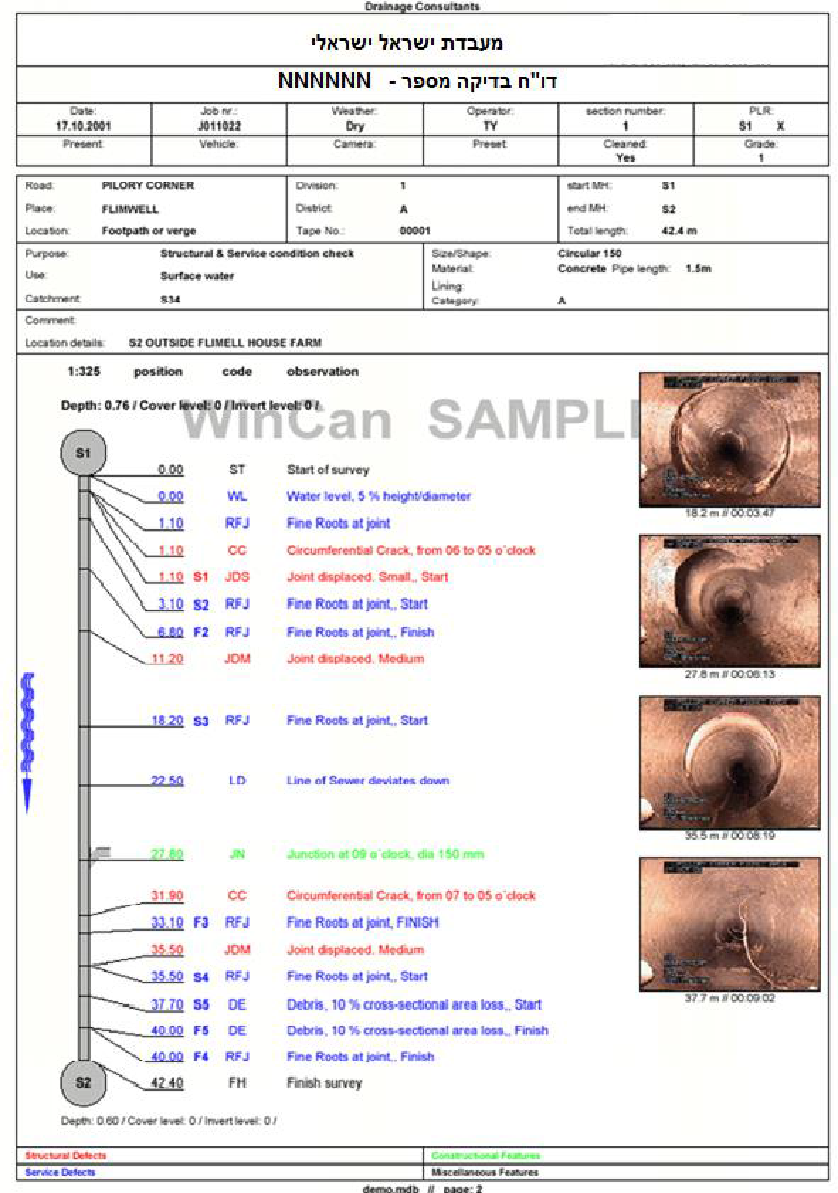 Drainage Consultants
מעבדת ישראל ישראלי
דו"ח בדיקה מספר - NNNNNN
Date: Job nr.: Weather: Operator: section number: PLR:
17.10.2001 J011022 Dry TY 1 S1 X
Present: Vehicle: Camera: Preset: Cleaned: Grade:
Yes 1
Road: PILORY CORNER Division: 1 start MH: S1
Place: FLIMWELL District: A end MH: S2
Location: Footpath or verge Tape No.: 00001 Total length: 42.4 m
Purpose: Structural & Service condition check Size/Shape: Circular 150
Use: Surface water Material: Concrete Pipe length: 1.5m
Lining:
Catchment: S34 Category: A
Comment:
Location details: S2 OUTSIDE FLIMELL HOUSE FARM
1:325 position code observation
Depth: 0.76 / Cover level: 0 / Invert level: 0 /
WinCan SAMPL
S1
0.00 ST Start of survey
0.00 WL Water level, 5 % height/diameter
18.2 m // 00:03:47
1.10 RFJ Fine Roots at joint
1.10 CC Circumferential Crack, from 06 to 05 o´clock
1.10 S1 JDS Joint displaced. Small,, Start
3.10 S2 RFJ Fine Roots at joint,, Start
6.80 F2 RFJ Fine Roots at joint,, Finish
11.20 JDM Joint displaced. Medium
27.8 m // 00:08:13
18.20 S3 RFJ Fine Roots at joint,, Start
22.50 LD Line of Sewer deviates down
35.5 m // 00:08:19
27.80 JN Junction at 09 o´clock, dia 150 mm
31.90 CC Circumferential Crack, from 07 to 05 o´clock
33.10 F3 RFJ Fine Roots at joint, FINISH
35.50 JDM Joint displaced. Medium
35.50 S4 RFJ Fine Roots at joint,, Start
37.7 m // 00:09:02
37.70 S5 DE Debris, 10 % cross-sectional area loss,, Start
40.00 F5 DE Debris, 10 % cross-sectional area loss,, Finish
40.00 F4 RFJ Fine Roots at joint,, Finish
S2
42.40 FH Finish survey
Depth: 0.60 / Cover level: 0 / Invert level: 0 /
Structural Defects Constructional Features
Service Defects Miscellaneous Features
demo.mdb // page: 2